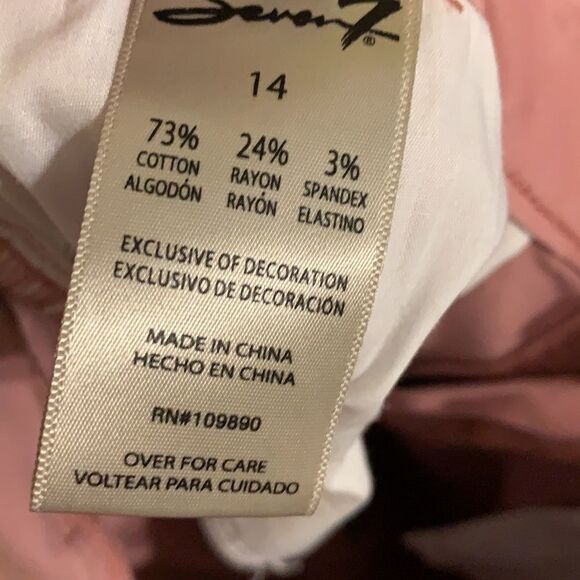 Seven7®
14
73% 24% 3%
COTTON RAYON SPANDEX
ALGODÓN RAYÓN ELASTINO
EXCLUSIVE OF DECORATION
EXCLUSIVO DE DECORACIÓN
MADE IN CHINA
HECHO EN CHINA
RN#109890
OVER FOR CARE
VOLTEAR PARA CUIDADO